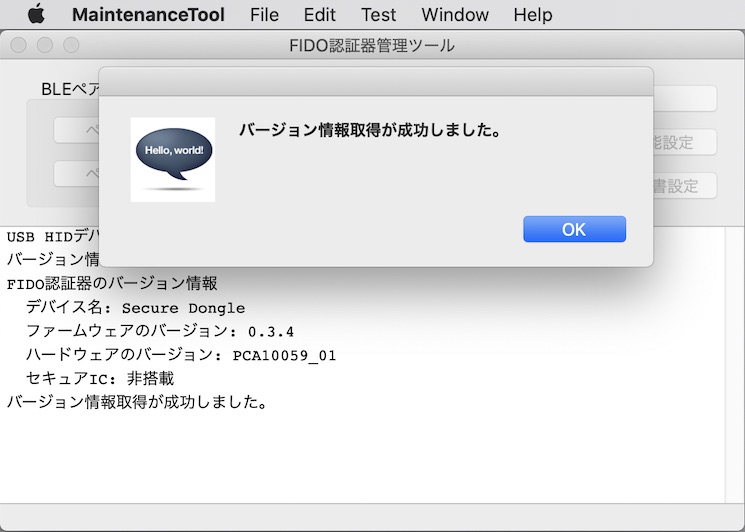 MaintenanceTool File Edit Test Window Help
FIDO認証器管理ツール
BLEペア
バージョン情報取得が成功しました。
Hello, world!
ペ
能設定
ペ
書設定
OK
USB HIDデバ
バージョン情
FIDO認証器のバージョン情報
デバイス名: Secure Dongle
ファームウェアのバージョン: 0.3.4
ハードウェアのバージョン: PCA10059_01
セキュアIC: 非搭載
バージョン情報取得が成功しました。